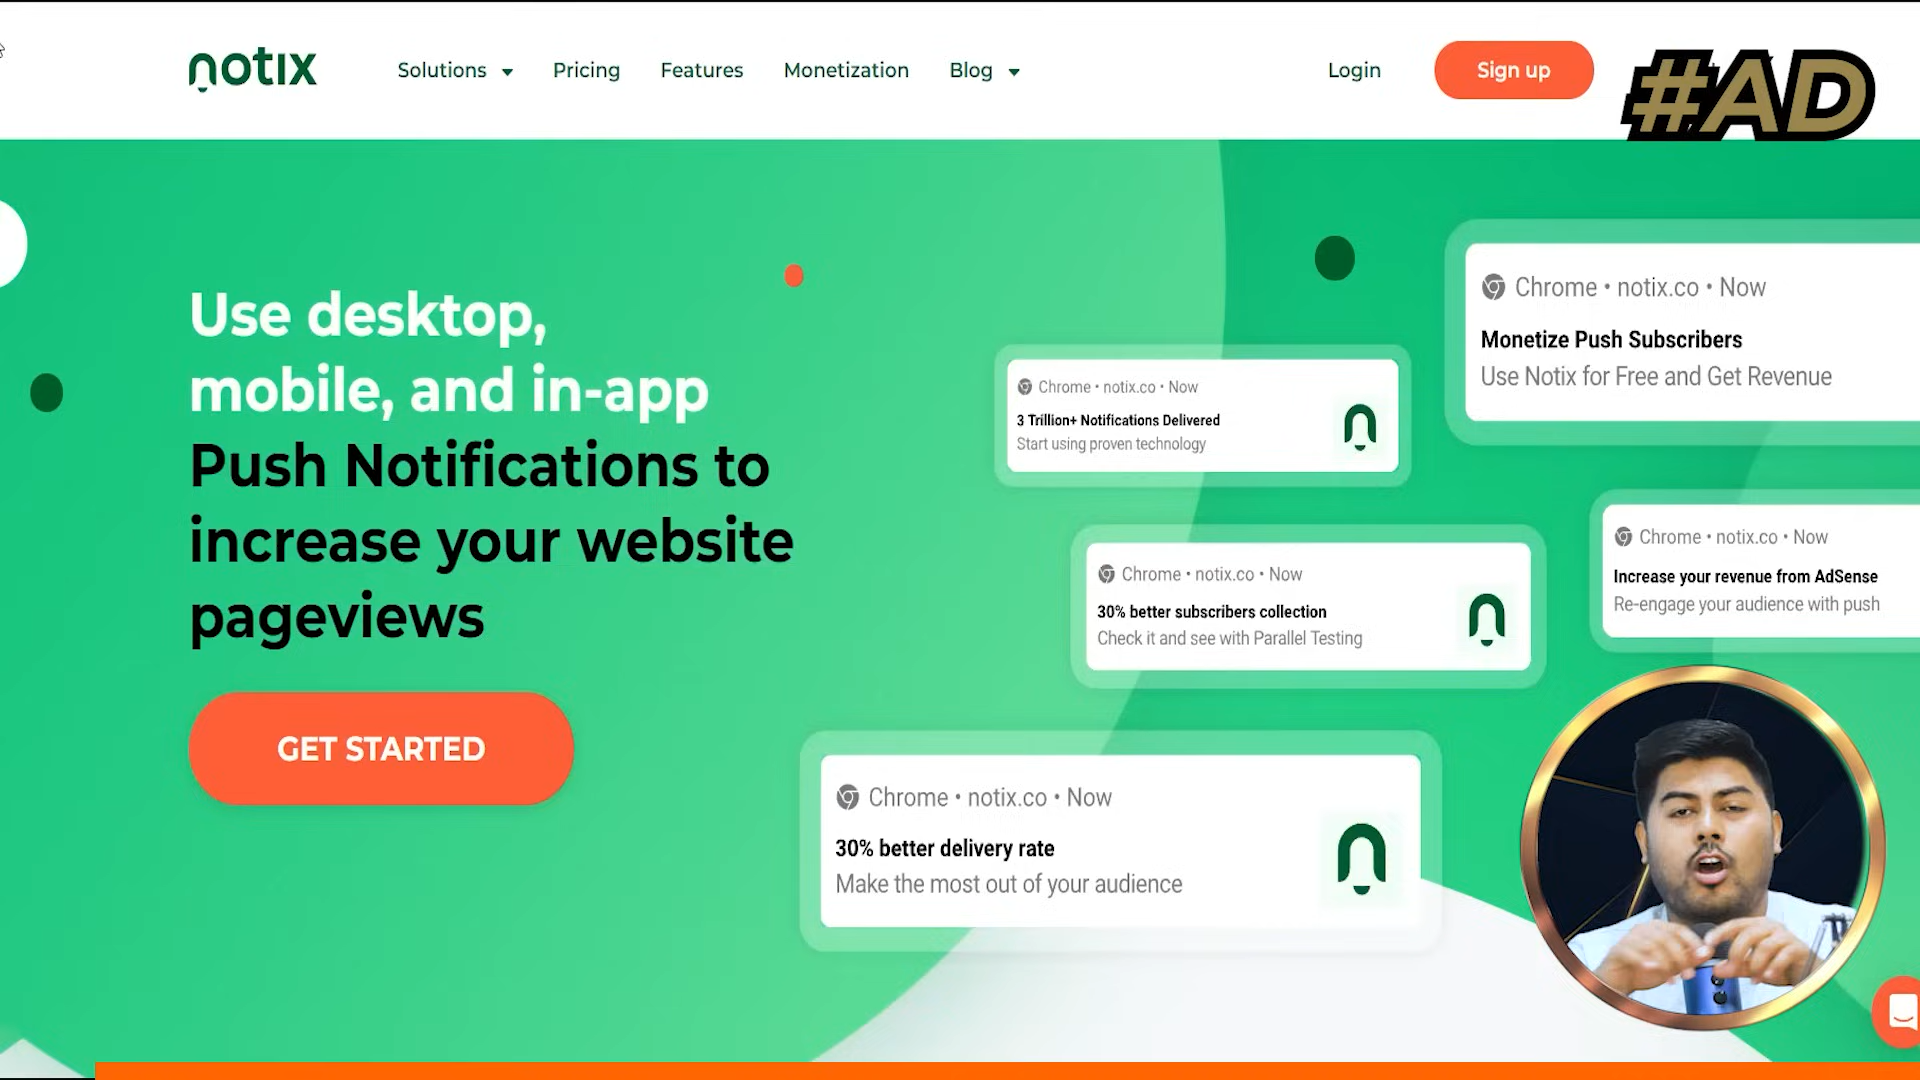 notix
Solutions
Pricing
Features
Monetization
Blog
Login
Sign up
#AD
Use desktop,
mobile, and in-app
Push Notifications to
increase your website
pageviews
GET STARTED
Chrome • notix.co • Now
Monetize Push Subscribers
Use Notix for Free and Get Revenue
Chrome • notix.co • Now
3 Trillion+ Notifications Delivered
Start using proven technology
Chrome • notix.co • Now
Increase your revenue from AdSense
Re-engage your audience with push
Chrome • notix.co • Now
30% better subscribers collection
Check it and see with Parallel Testing
Chrome • notix.co • Now
30% better delivery rate
Make the most out of your audience